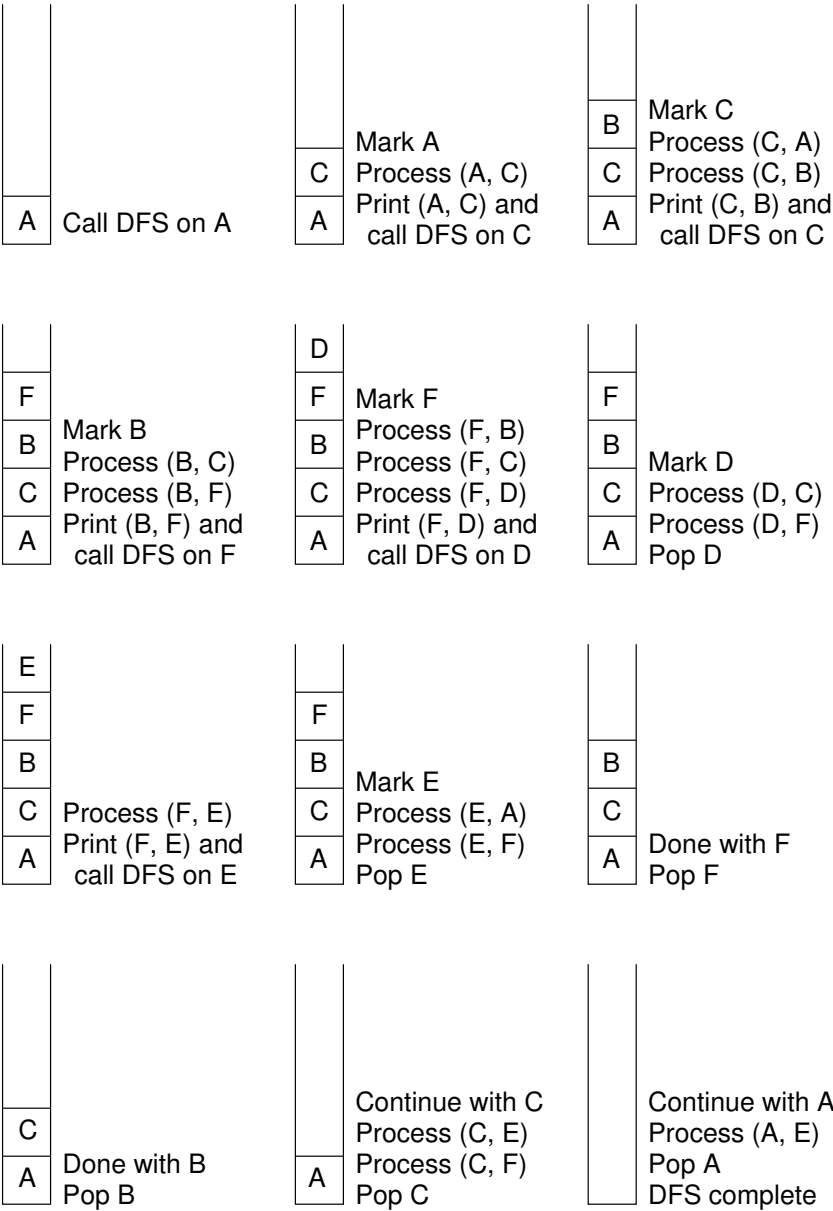 A
Call DFS on A
C
A
Mark A
Process (A, C)
Print (A, C) and
call DFS on C
B
C
A
Mark C
Process (C, A)
Process (C, B)
Print (C, B) and
call DFS on C
F
B
C
A
Mark B
Process (B, C)
Process (B, F)
Print (B, F) and
call DFS on F
D
F
B
C
A
Mark F
Process (F, B)
Process (F, C)
Process (F, D)
Print (F, D) and
call DFS on D
F
B
C
A
Mark D
Process (D, C)
Process (D, F)
Pop D
E
F
B
C
A
Process (F, E)
Print (F, E) and
call DFS on E
F
B
C
A
Mark E
Process (E, A)
Process (E, F)
Pop E
B
C
A
Done with F
Pop F
C
A
Done with B
Pop B
A
Continue with C
Process (C, E)
Process (C, F)
Pop C
Continue with A
Process (A, E)
Pop A
DFS complete